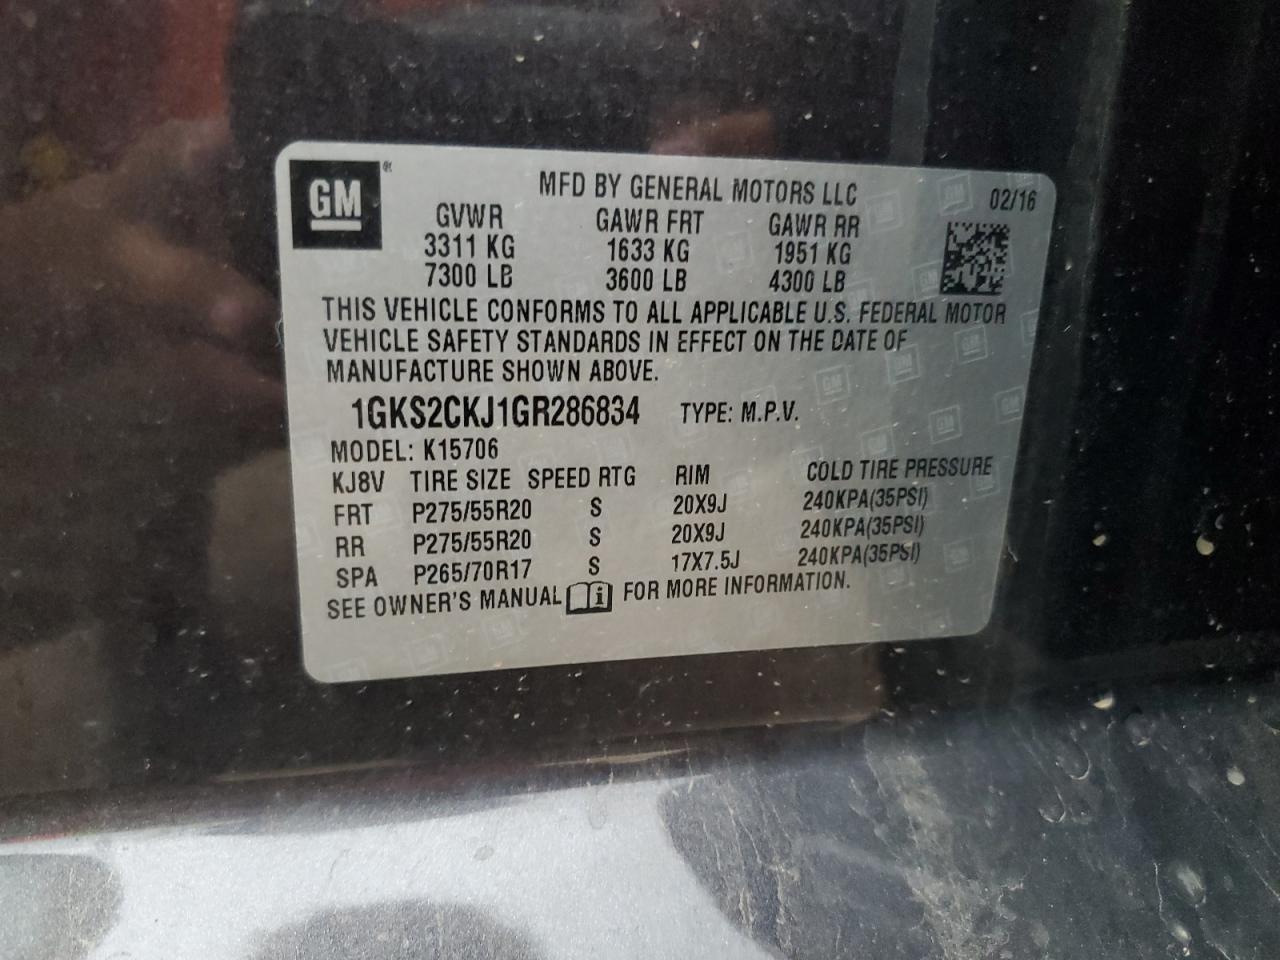 GM
MFD BY GENERAL MOTORS LLC 02/16
GVWR GAWR FRT GAWR RR
3311 KG 1633 KG 1951 KG
7300 LB 3600 LB 4300 LB
THIS VEHICLE CONFORMS TO ALL APPLICABLE U.S. FEDERAL MOTOR
VEHICLE SAFETY STANDARDS IN EFFECT ON THE DATE OF
MANUFACTURE SHOWN ABOVE.
1GKS2CKJ1GR286834 TYPE: M.P.V.
MODEL: K15706
KJ8V TIRE SIZE SPEED RTG RIM COLD TIRE PRESSURE
FRT P275/55R20 S 20X9J 240KPA(35PSI)
RR P275/55R20 S 20X9J 240KPA(35PSI)
SPA P265/70R17 S 17X7.5J 240KPA(35PSI)
SEE OWNER'S MANUAL FOR MORE INFORMATION.